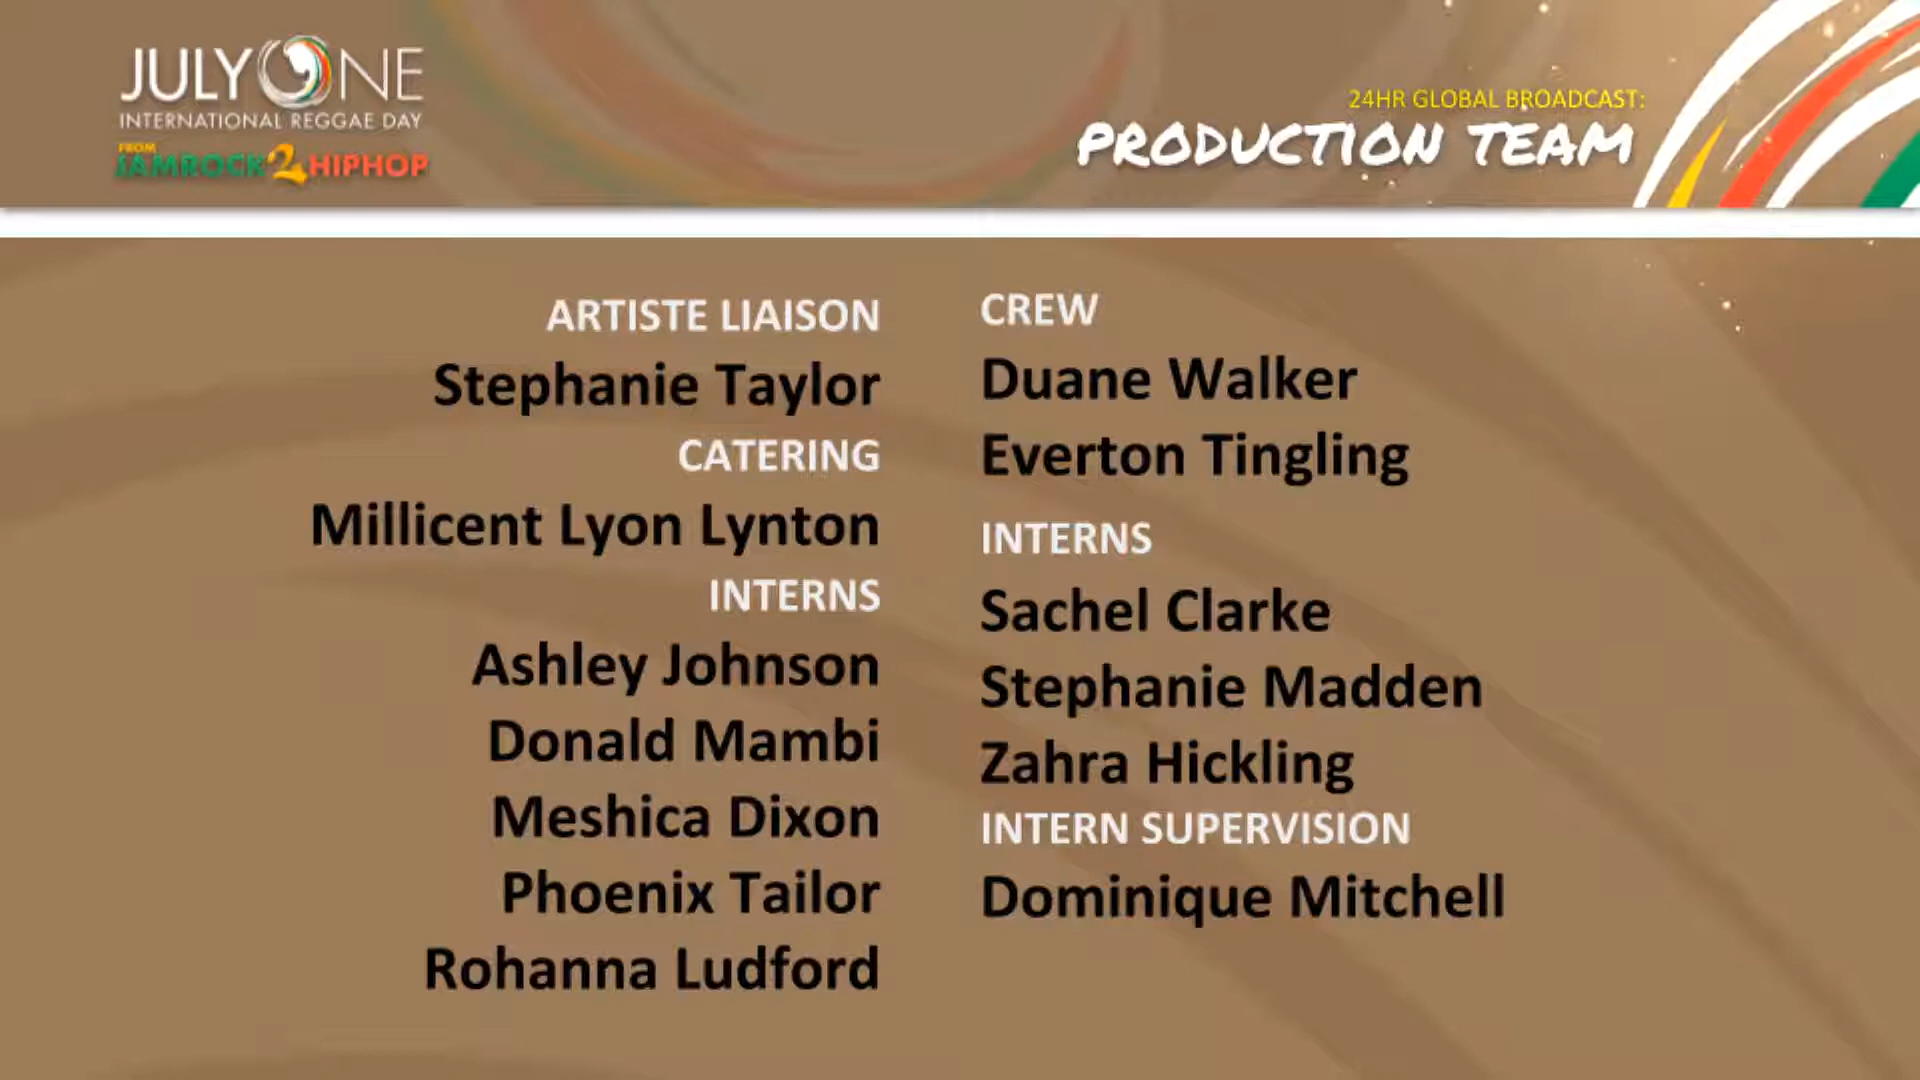 JULY ONE
INTERNATIONAL REGGAE DAY
FROM
JAMROCK 2 HIPHOP
24HR GLOBAL BROADCAST:
PRODUCTION TEAM
ARTISTE LIAISON
Stephanie Taylor
CATERING
Millicent Lyon Lynton
INTERNS
Ashley Johnson
Donald Mambi
Meshica Dixon
Phoenix Tailor
Rohanna Ludford
CREW
Duane Walker
Everton Tingling
INTERNS
Sachel Clarke
Stephanie Madden
Zahra Hickling
INTERN SUPERVISION
Dominique Mitchell